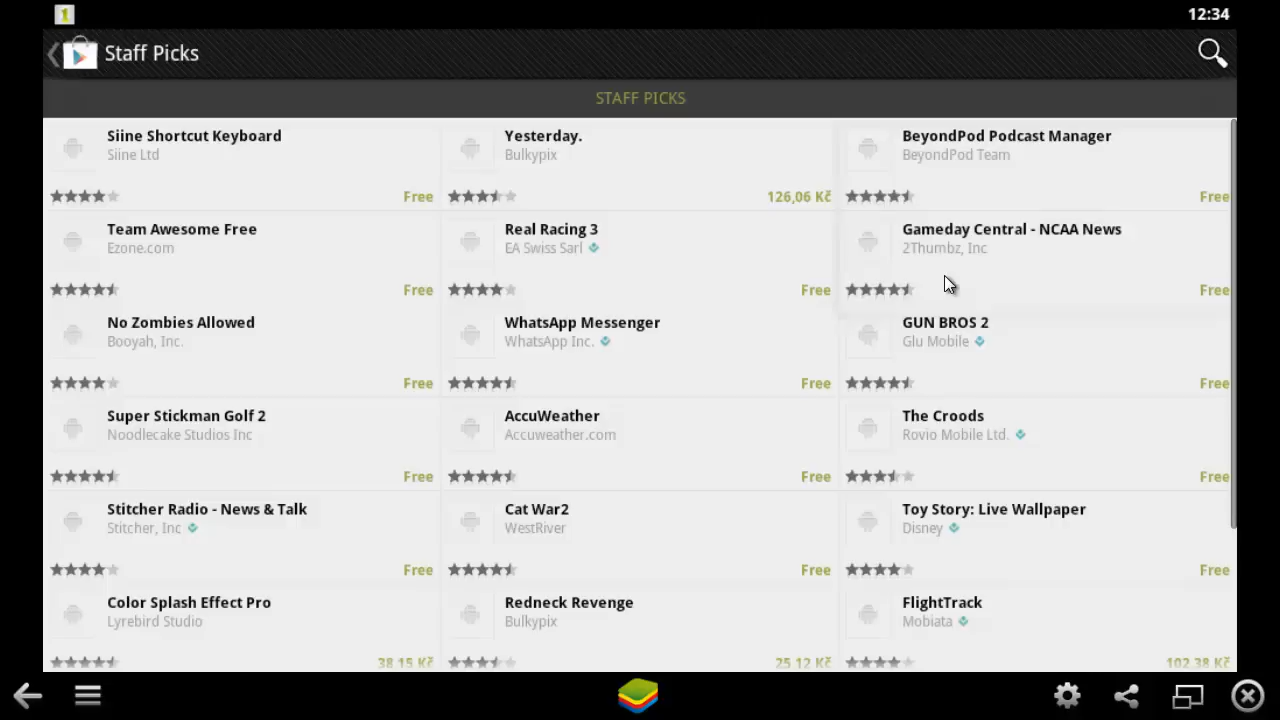 1
12:34
Staff Picks
STAFF PICKS
Siine Shortcut Keyboard
Siine Ltd
Free
Yesterday.
Bulkypix
126,06 Kč
BeyondPod Podcast Manager
BeyondPod Team
Free
Team Awesome Free
Ezone.com
Free
Real Racing 3
EA Swiss Sarl
Free
Gameday Central - NCAA News
2Thumbz, Inc
Free
No Zombies Allowed
Booyah, Inc.
Free
WhatsApp Messenger
WhatsApp Inc.
Free
GUN BROS 2
Glu Mobile
Free
Super Stickman Golf 2
Noodlecake Studios Inc
Free
AccuWeather
Accuweather.com
Free
The Croods
Rovio Mobile Ltd.
Free
Stitcher Radio - News & Talk
Stitcher, Inc
Free
Cat War2
WestRiver
Free
Toy Story: Live Wallpaper
Disney
Free
Color Splash Effect Pro
Lyrebird Studio
38,15 Kč
Redneck Revenge
Bulkypix
25,12 Kč
FlightTrack
Mobiata
102,38 Kč